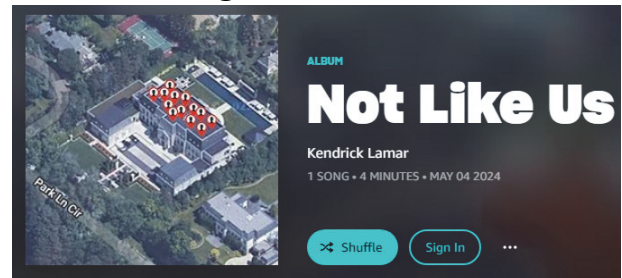 ALBUM
Not Like Us
Kendrick Lamar
1 SONG • 4 MINUTES • MAY 04 2024
Park Ln Cir
Shuffle
Sign In